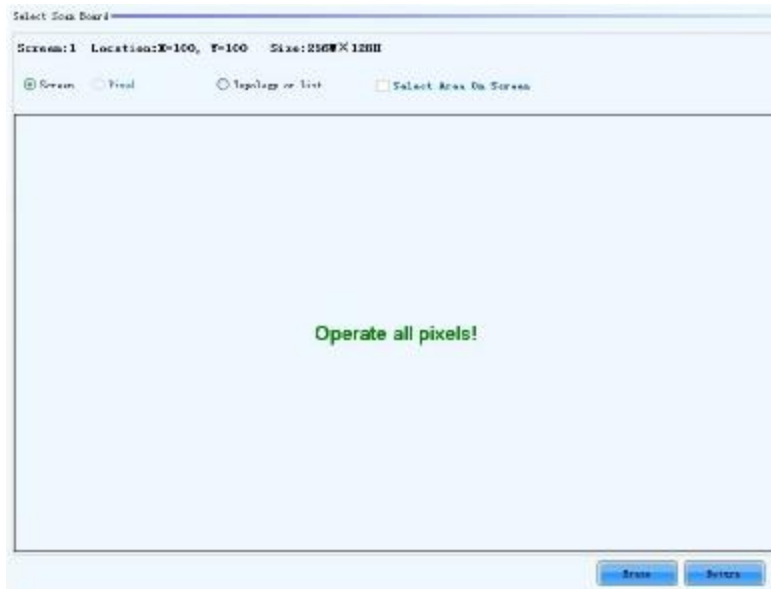 Select Scan Board
Screen:1 Location:X=100, Y=100 Size:256W×128H
Screen Pixel Topology or list Select Area On Screen
Operate all pixels!
Erase Return